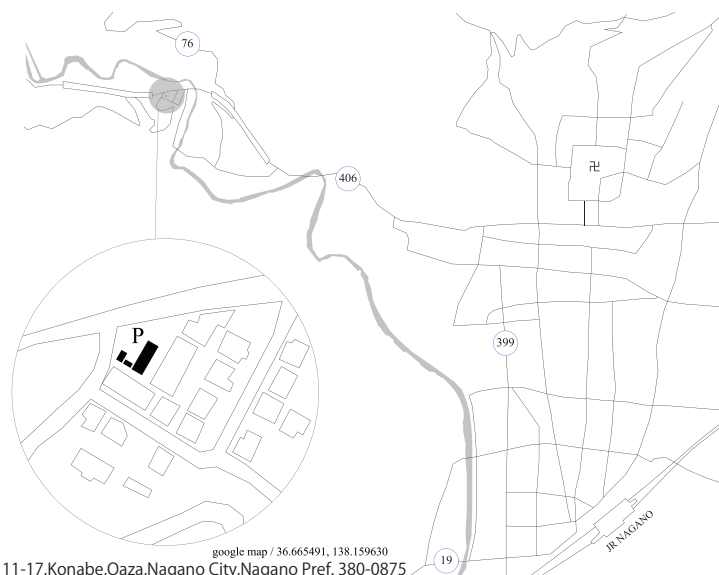 76
卍
406
P
399
JR NAGANO
google map / 36.665491, 138.159630
19
11-17,Konabe,Oaza,Nagano City,Nagano Pref. 380-0875